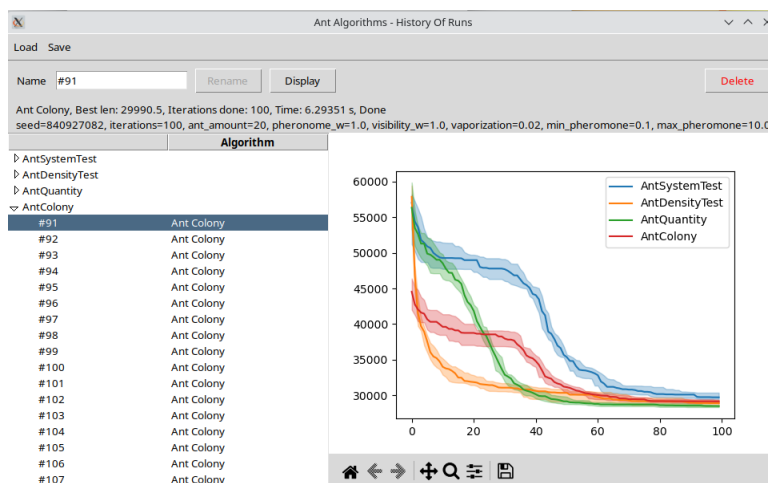 Ant Algorithms - History Of Runs
Load Save
Name #91 Rename Display Delete
Ant Colony, Best len: 29990.5, Iterations done: 100, Time: 6.29351 s, Done
seed=840927082, iterations=100, ant_amount=20, pheronome_w=1.0, visibility_w=1.0, vaporization=0.02, min_pheromone=0.1, max_pheromone=10.0
Algorithm
AntSystemTest
AntDensityTest
AntQuantity
AntColony
#91 Ant Colony
#92 Ant Colony
#93 Ant Colony
#94 Ant Colony
#95 Ant Colony
#96 Ant Colony
#97 Ant Colony
#98 Ant Colony
#99 Ant Colony
#100 Ant Colony
#101 Ant Colony
#102 Ant Colony
#103 Ant Colony
#104 Ant Colony
#105 Ant Colony
#106 Ant Colony
#107 Ant Colony
60000
55000
50000
45000
40000
35000
30000
0 20 40 60 80 100
AntSystemTest
AntDensityTest
AntQuantity
AntColony